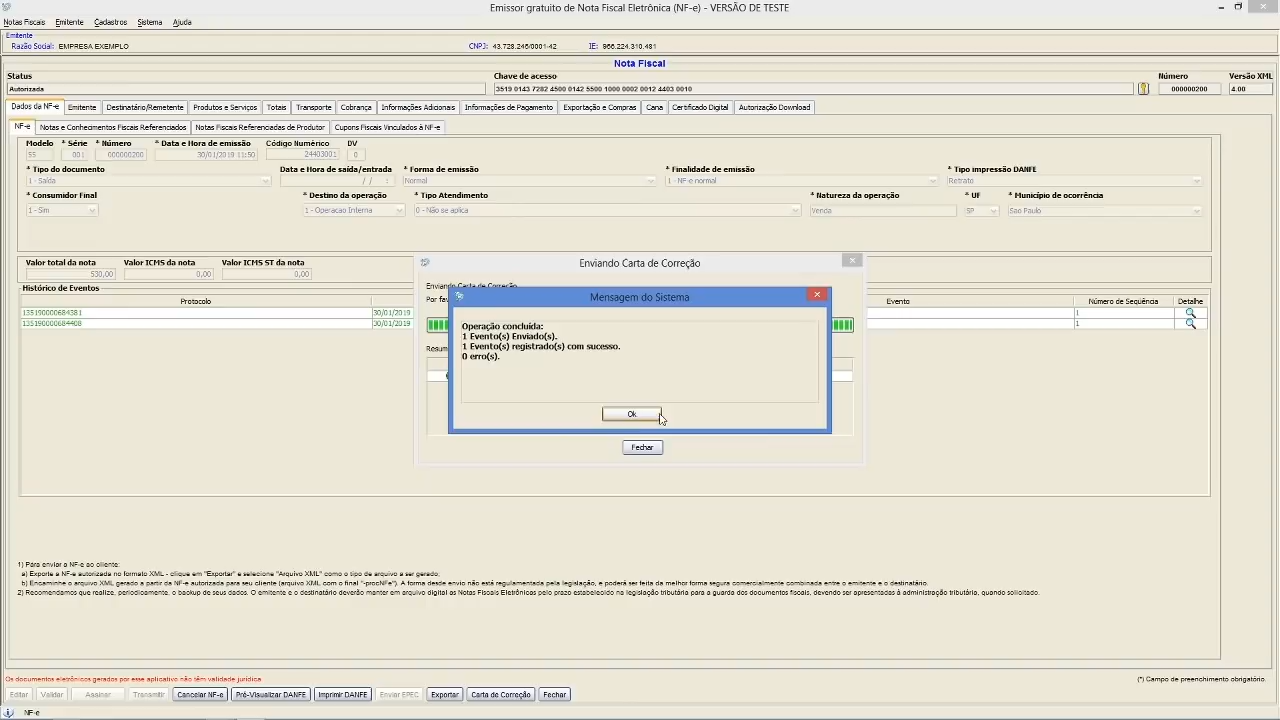 Emissor gratuito de Nota Fiscal Eletrônica (NF-e) - VERSÃO DE TESTE
Notas Fiscais Emitente Cadastros Sistema Ajuda
Emitente
Razão Social: EMPRESA EXEMPLO CNPJ: 43.728.245/0001-42 IE: 966.224.310.481
Nota Fiscal
Status Chave de acesso Número Versão XML
Autorizada 3519 0143 7282 4500 0142 5500 1000 0002 0012 4403 0010 000000200 4.00
Dados da NF-e Emitente Destinatário/Remetente Produtos e Serviços Totais Transporte Cobrança Informações Adicionais Informações de Pagamento Exportação e Compras Cana Certificado Digital Autorização Download
NF-e Notas e Conhecimentos Fiscais Referenciados Notas Fiscais Referenciadas de Produtor Cupons Fiscais Vinculados à NF-e
Modelo * Série * Número * Data e Hora de emissão Código Numérico DV
55 001 000000200 30/01/2019 11:50 24403001 0
* Tipo do documento Data e Hora de saída/entrada * Forma de emissão * Finalidade de emissão * Tipo impressão DANFE
1 - Saída / / : Normal 1 - NF-e normal Retrato
* Consumidor Final * Destino da operação * Tipo Atendimento * Natureza da operação * UF * Município de ocorrência
1 - Sim 1 - Operacao Interna 0 - Não se aplica Venda SP Sao Paulo
Valor total da nota Valor ICMS da nota Valor ICMS ST da nota
530,00 0,00 0,00
Enviando Carta de Correção
Enviando Carta de Correção
Por fav
Histórico de Eventos
Protocolo Evento Número de Seqüência Detalhe
135190000684381 30/01/2019 1
135190000684408 30/01/2019 1
Resum
Mensagem do Sistema
Operação concluída:
1 Evento(s) Enviado(s).
1 Evento(s) registrado(s) com sucesso.
0 erro(s).
Ok
Fechar
1) Para enviar a NF-e ao cliente:
a) Exporte a NF-e autorizada no formato XML - clique em "Exportar" e selecione "Arquivo XML" como o tipo de arquivo a ser gerado;
b) Encaminhe o arquivo XML gerado a partir da NF-e autorizada para seu cliente (arquivo XML com o final "-procNFe"). A forma desde envio não está regulamentada pela legislação, e poderá ser feita da melhor forma segura comercialmente combinada entre o emitente e o destinatário.
2) Recomendamos que realize, periodicamente, o backup de seus dados. O emitente e o destinatário deverão manter em arquivo digital as Notas Fiscais Eletrônicas pelo prazo estabelecido na legislação tributária para a guarda dos documentos fiscais, devendo ser apresentadas à administração tributária, quando solicitado.
Os documentos eletrônicos gerados por esse aplicativo não têm validade jurídica. (*) Campo de preenchimento obrigatório.
Editar Validar Assinar Transmitir Cancelar NF-e Pré-Visualizar DANFE Imprimir DANFE Enviar EPEC Exportar Carta de Correção Fechar
NF-e